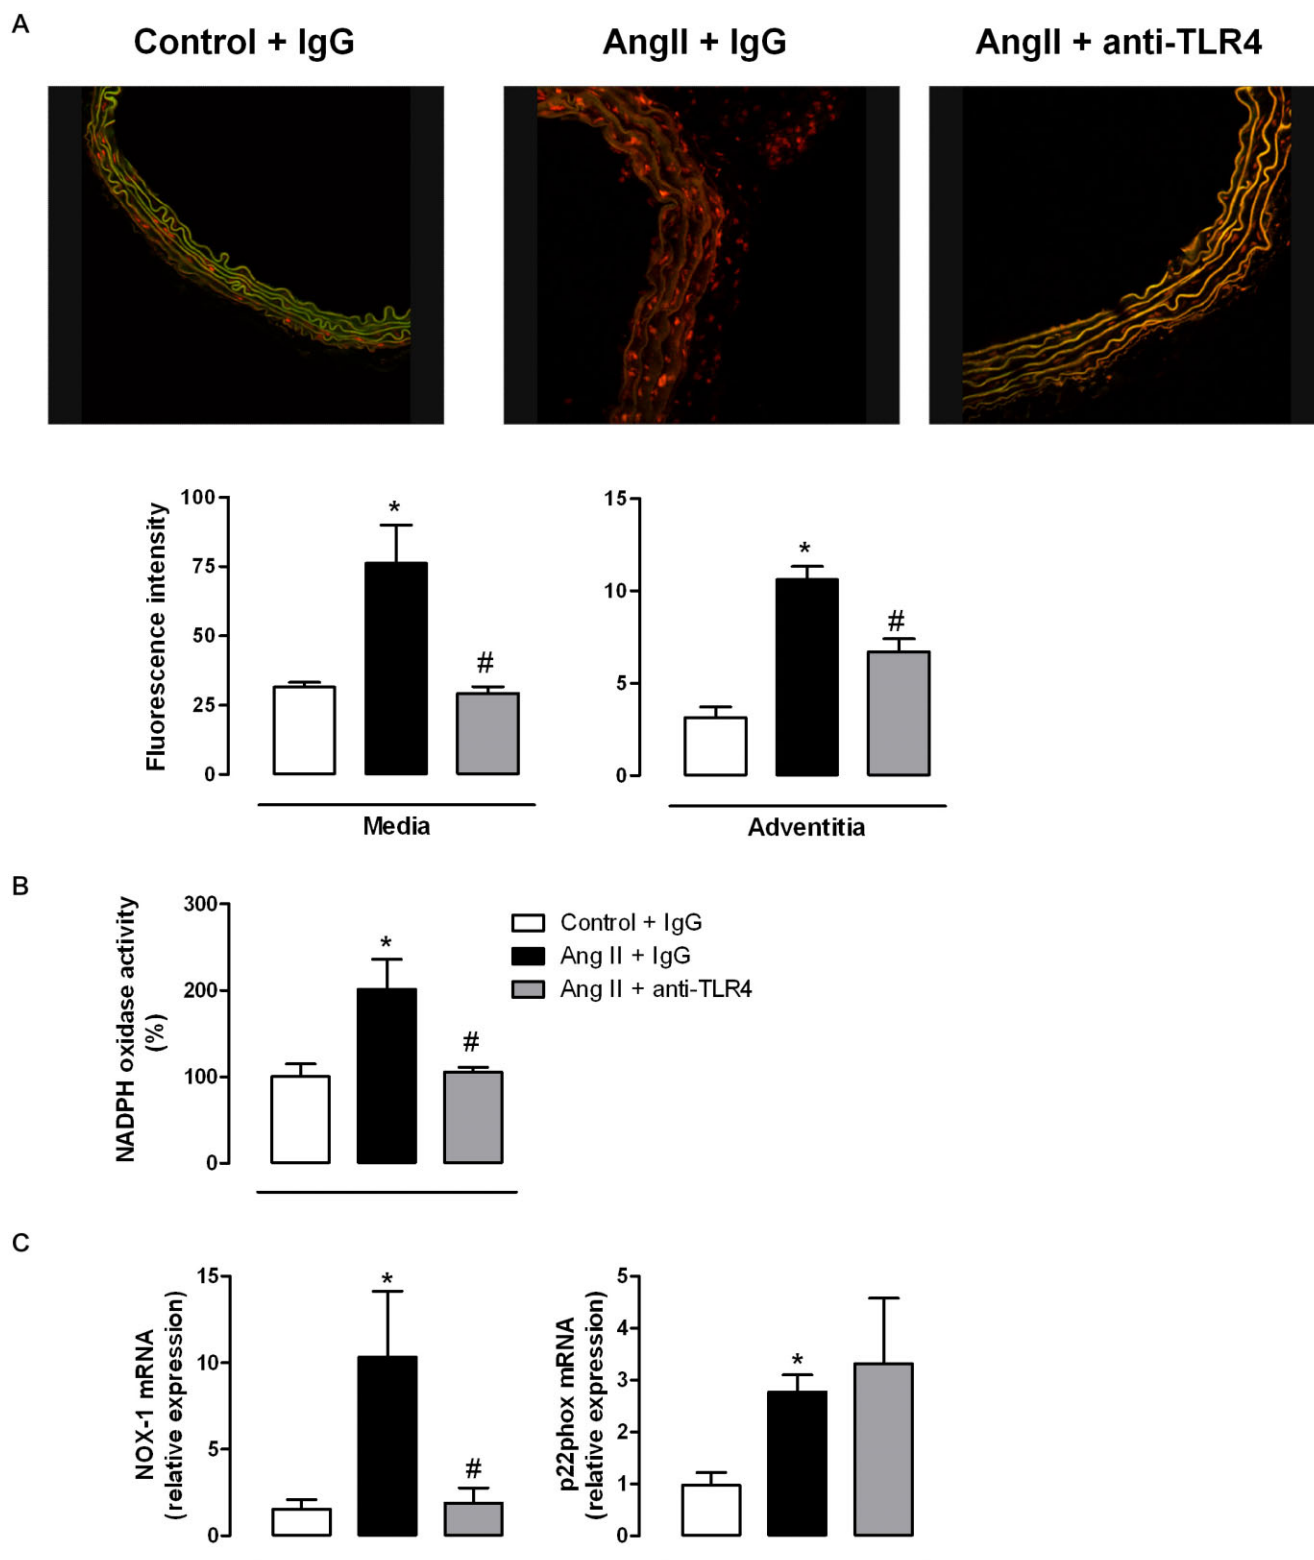 A
Control + IgG
AngII + IgG
AngII + anti-TLR4
Fluorescence intensity
100
75
50
25
0
*
#
Media
15
10
5
0
*
#
Adventitia
B
NADPH oxidase activity
(%)
300
200
100
0
*
#
Control + IgG
Ang II + IgG
Ang II + anti-TLR4
C
NOX-1 mRNA
(relative expression)
15
10
5
0
*
#
p22phox mRNA
(relative expression)
5
4
3
2
1
0
*